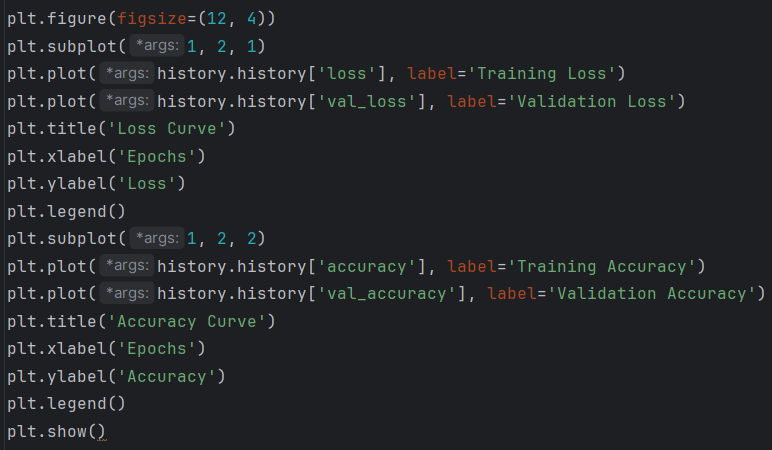 plt.figure(figsize=(12, 4))
plt.subplot( *args: 1, 2, 1)
plt.plot( *args: history.history['loss'], label='Training Loss')
plt.plot( *args: history.history['val_loss'], label='Validation Loss')
plt.title('Loss Curve')
plt.xlabel('Epochs')
plt.ylabel('Loss')
plt.legend()
plt.subplot( *args: 1, 2, 2)
plt.plot( *args: history.history['accuracy'], label='Training Accuracy')
plt.plot( *args: history.history['val_accuracy'], label='Validation Accuracy')
plt.title('Accuracy Curve')
plt.xlabel('Epochs')
plt.ylabel('Accuracy')
plt.legend()
plt.show()